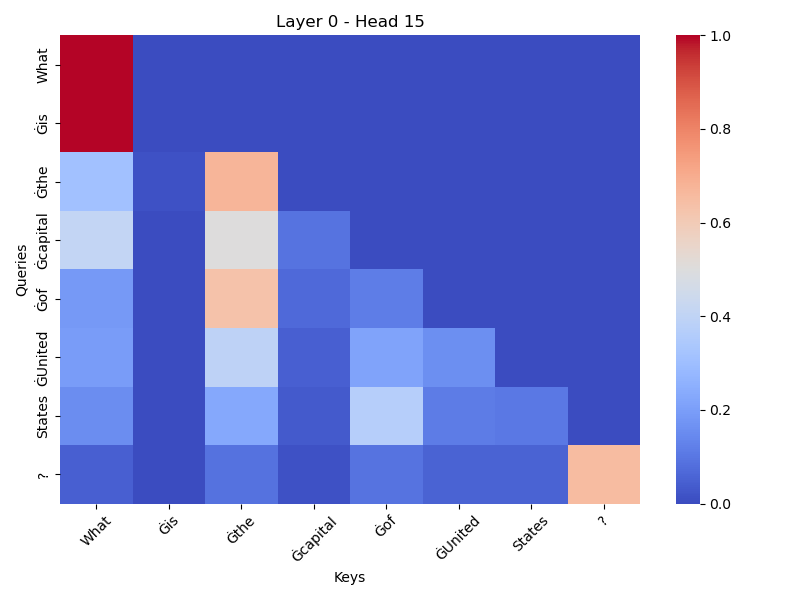 Layer 0 - Head 15
Queries
What
Ġis
Ġthe
Ġcapital
Ġof
ĠUnited
States
?
What
Ġis
Ġthe
Ġcapital
Ġof
ĠUnited
States
?
Keys
1.0
0.8
0.6
0.4
0.2
0.0